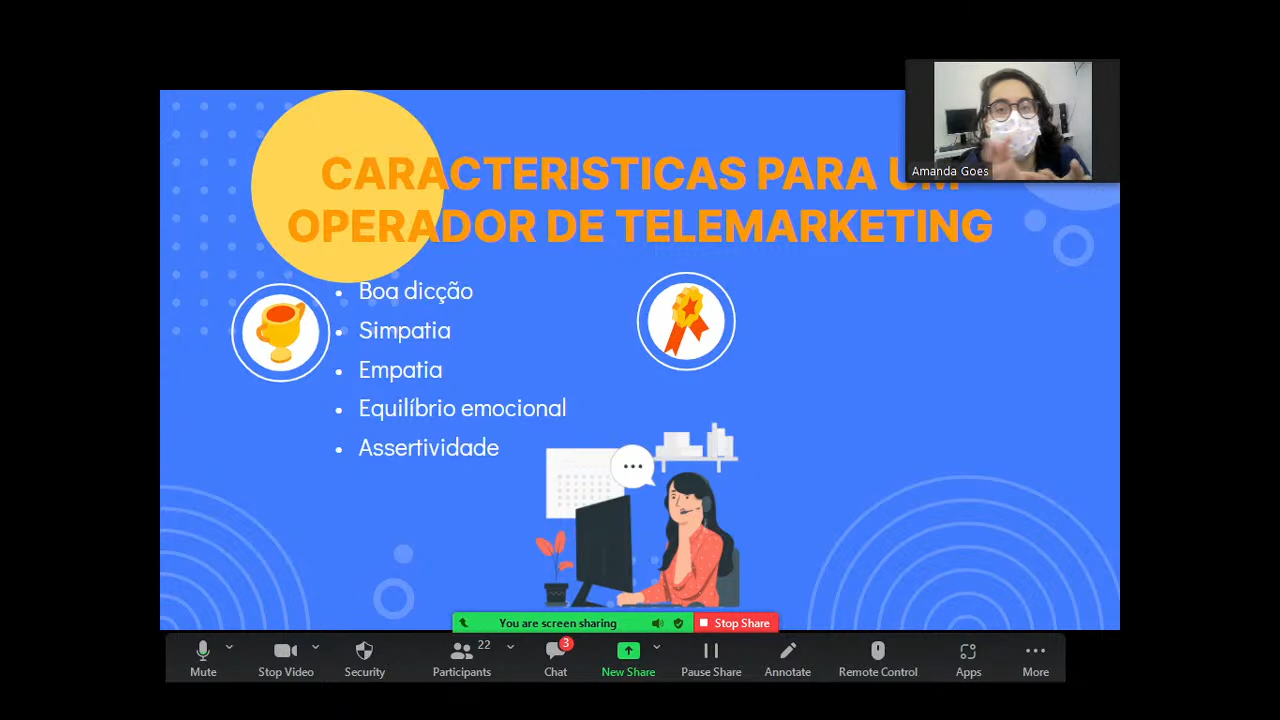 Amanda Goes
CARACTERISTICAS PARA UM
OPERADOR DE TELEMARKETING
Boa dicção
Simpatia
Empatia
Equilíbrio emocional
Assertividade
You are screen sharing
Stop Share
Mute
Stop Video
Security
Participants
22
Chat
3
New Share
Pause Share
Annotate
Remote Control
Apps
More